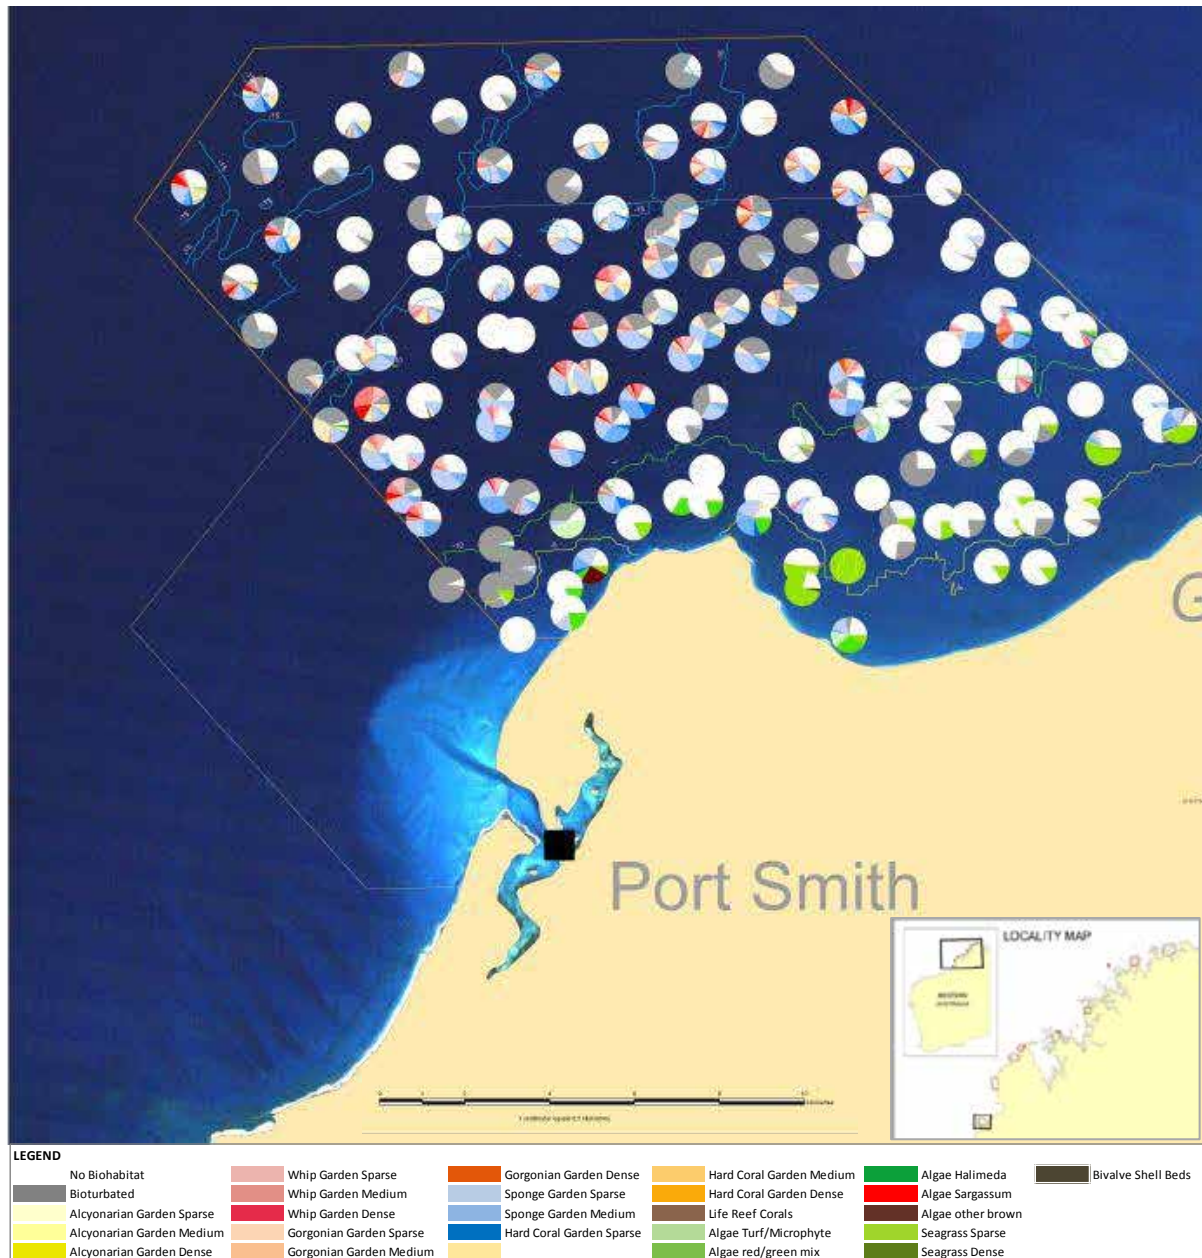 Port Smith
G
LOCALITY MAP
WESTERN
LEGEND
No Biohabitat
Bioturbated
Alcyonarian Garden Sparse
Alcyonarian Garden Medium
Alcyonarian Garden Dense
Whip Garden Sparse
Whip Garden Medium
Whip Garden Dense
Gorgonian Garden Sparse
Gorgonian Garden Medium
Gorgonian Garden Dense
Sponge Garden Sparse
Sponge Garden Medium
Hard Coral Garden Sparse
Hard Coral Garden Medium
Hard Coral Garden Dense
Life Reef Corals
Algae Turf/Microphyte
Algae red/green mix
Algae Halimeda
Algae Sargassum
Algae other brown
Seagrass Sparse
Seagrass Dense
Bivalve Shell Beds